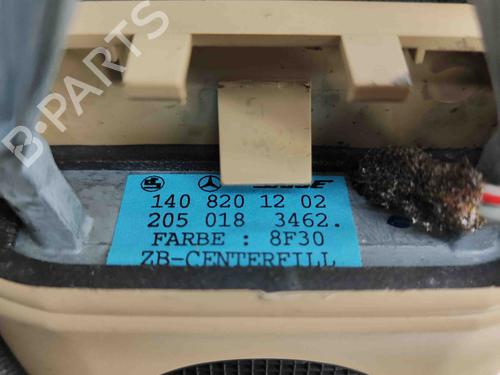 B-PARTS
140 820 12 02
205 018 3462.
FARBE : 8F30
ZB-CENTERFILL